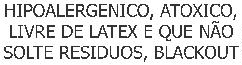 HIPOALERGENICO, ATOXICO,
LIVRE DE LATEX E QUE NÃO
SOLTE RESIDUOS, BLACKOUT